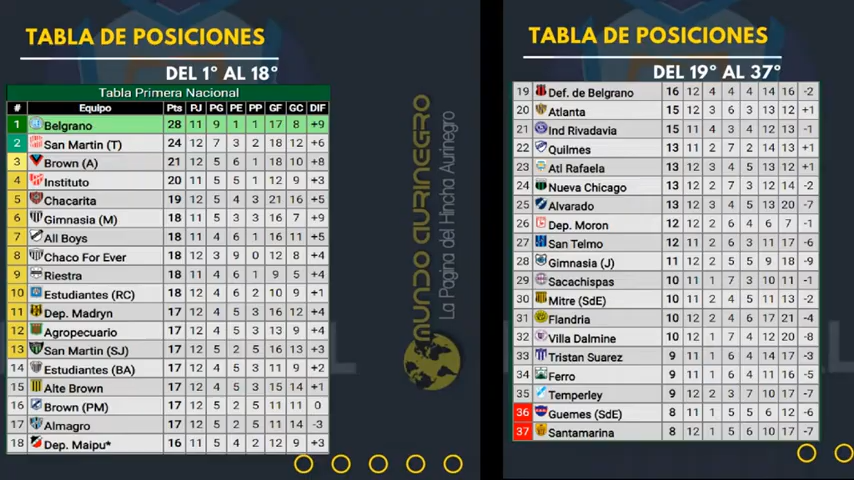 TABLA DE POSICIONES
DEL 1° AL 18°
Tabla Primera Nacional
# Equipo Pts PJ PG PE PP GF GC DIF
1 Belgrano 28 11 9 1 1 17 8 +9
2 San Martin (T) 24 12 7 3 2 18 12 +6
3 Brown (A) 21 12 5 6 1 18 10 +8
4 Instituto 20 11 5 5 1 12 9 +3
5 Chacarita 19 12 5 4 3 21 16 +5
6 Gimnasia (M) 18 11 5 3 3 16 7 +9
7 All Boys 18 11 4 6 1 16 11 +5
8 Chaco For Ever 18 12 3 9 0 12 8 +4
9 Riestra 18 11 4 6 1 9 5 +4
10 Estudiantes (RC) 18 12 4 6 2 10 9 +1
11 Dep. Madryn 17 12 4 5 3 16 12 +4
12 Agropecuario 17 12 4 5 3 13 9 +4
13 San Martin (SJ) 17 12 5 2 5 16 13 +3
14 Estudiantes (BA) 17 12 4 5 3 11 9 +2
15 Alte Brown 17 12 4 5 3 15 14 +1
16 Brown (PM) 17 12 5 2 5 11 11 0
17 Almagro 17 12 5 2 5 11 14 -3
18 Dep. Maipu* 16 11 5 4 2 12 9 +3
MUNDO AURINEGRO
La Pagina del Hincha Aurinegro
TABLA DE POSICIONES
DEL 19° AL 37°
19 Def. de Belgrano 16 12 4 4 4 14 16 -2
20 Atlanta 15 12 3 6 3 13 12 +1
21 Ind Rivadavia 15 11 4 3 4 12 13 -1
22 Quilmes 13 11 2 7 2 14 13 +1
23 Atl Rafaela 13 12 3 4 5 13 12 +1
24 Nueva Chicago 13 12 2 7 3 12 14 -2
25 Alvarado 13 12 3 4 5 13 20 -7
26 Dep. Moron 12 12 2 6 4 6 7 -1
27 San Telmo 12 11 2 6 3 11 17 -6
28 Gimnasia (J) 11 12 2 5 5 9 18 -9
29 Sacachispas 10 11 1 7 3 10 11 -1
30 Mitre (SdE) 10 11 2 4 5 11 13 -2
31 Flandria 10 12 2 4 6 17 21 -4
32 Villa Dalmine 10 12 1 7 4 12 20 -8
33 Tristan Suarez 9 11 1 6 4 14 17 -3
34 Ferro 9 11 1 6 4 11 16 -5
35 Temperley 9 12 2 3 7 10 17 -7
36 Guemes (SdE) 8 11 1 5 5 6 12 -6
37 Santamarina 8 12 1 5 6 10 17 -7